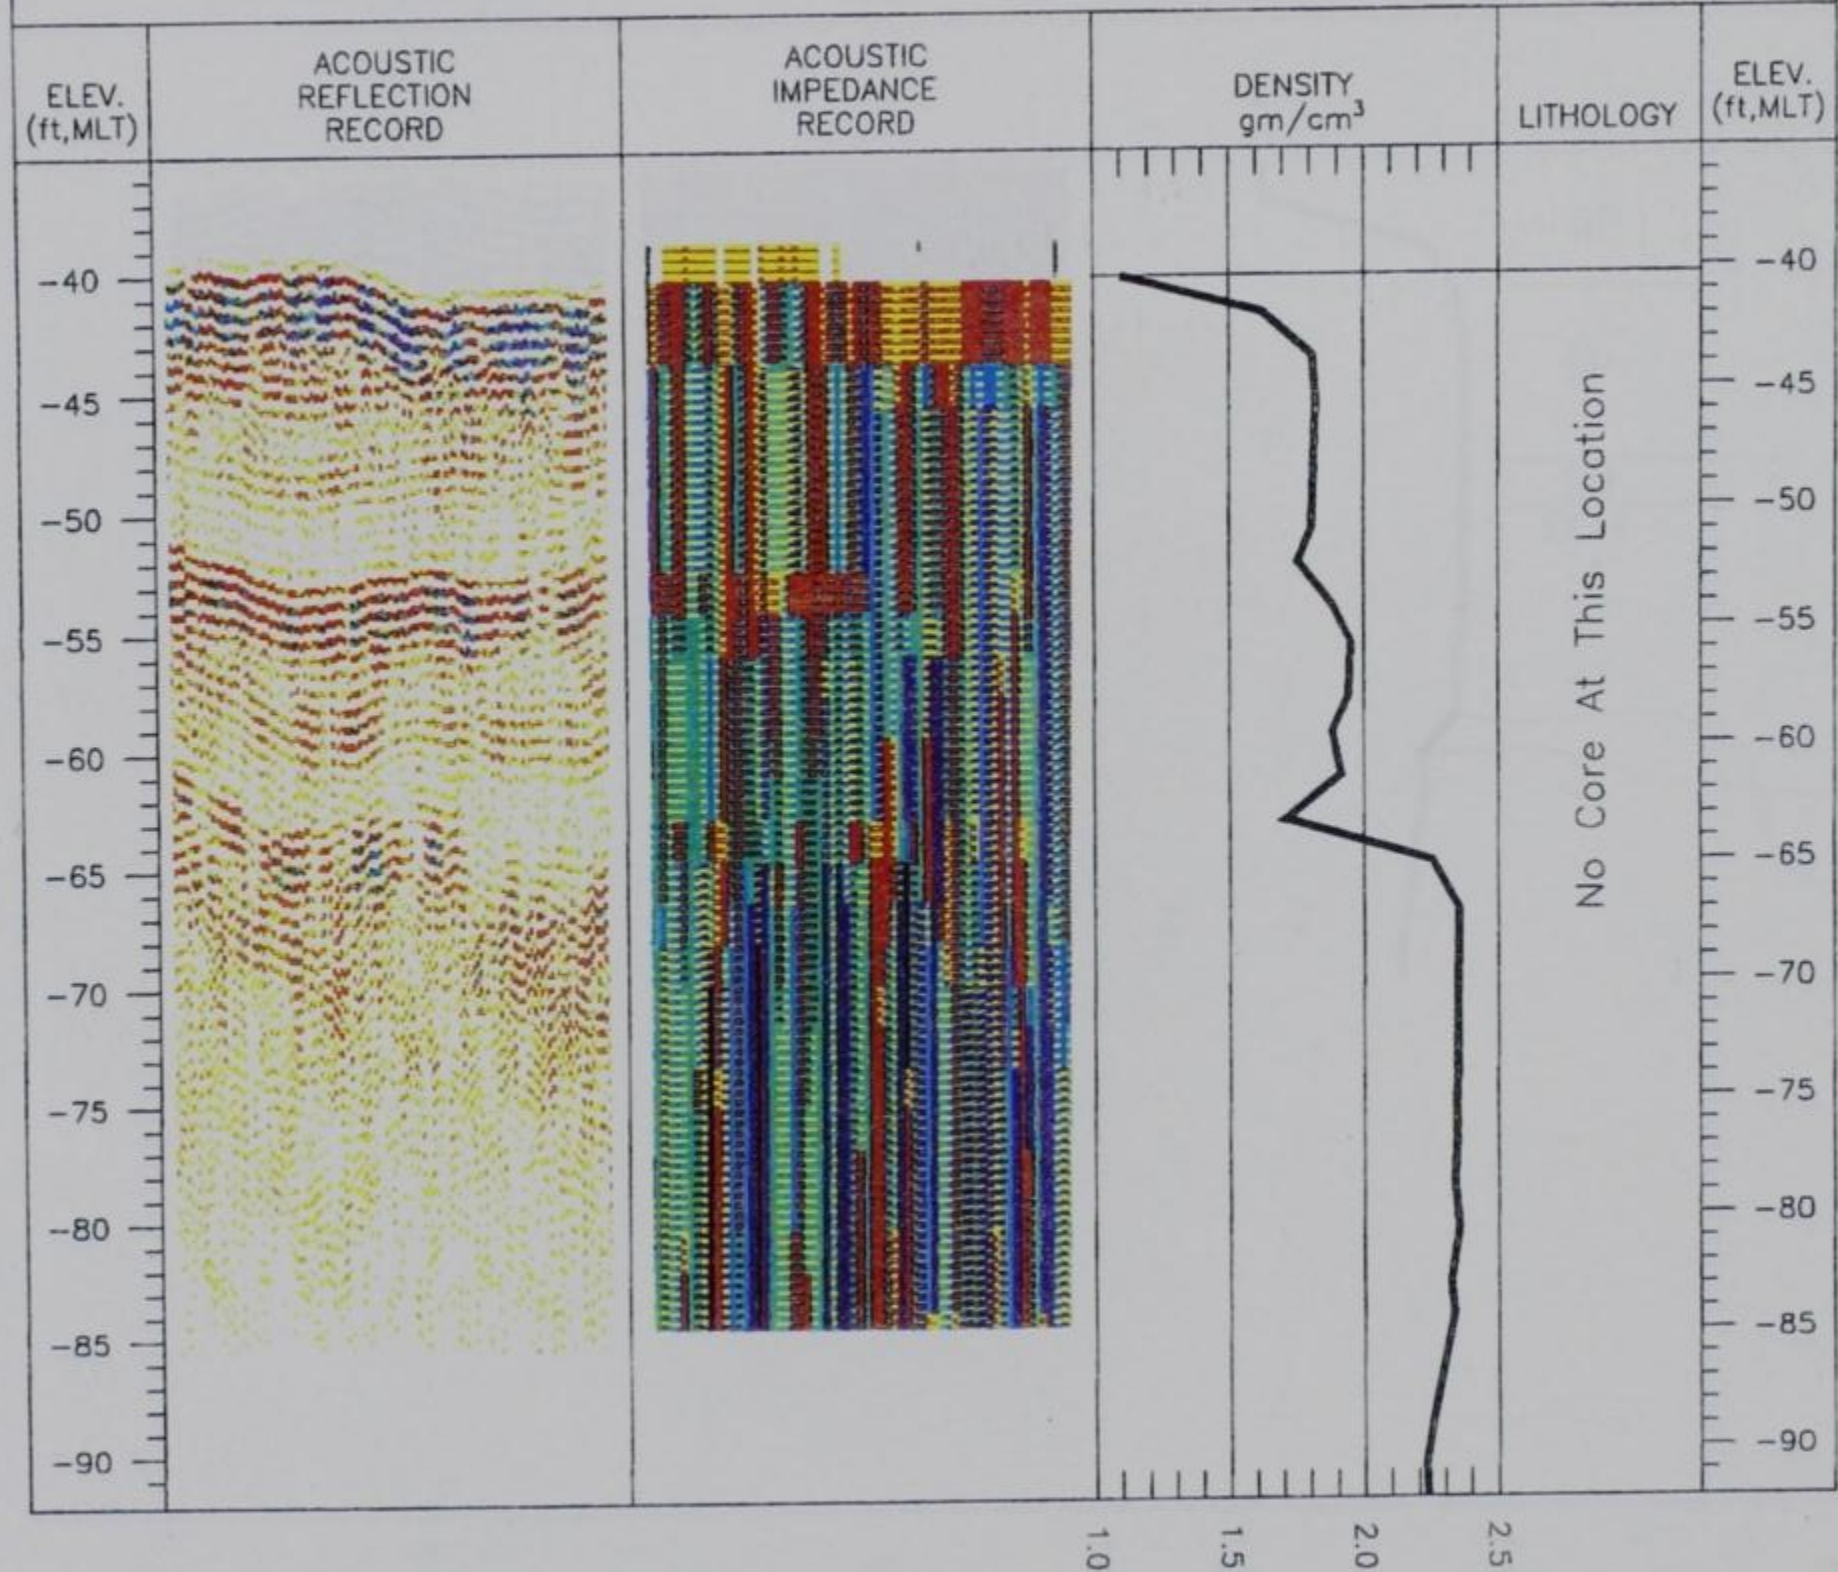 ELEV.
(ft,MLT)
ACOUSTIC
REFLECTION
RECORD
ACOUSTIC
IMPEDANCE
RECORD
DENSITY
gm/cm³
LITHOLOGY
ELEV.
(ft,MLT)
-40
-45
-50
-55
-60
-65
-70
-75
-80
-85
-90
No Core At This Location
-40
-45
-50
-55
-60
-65
-70
-75
-80
-85
-90
1.0
1.5
2.0
2.5